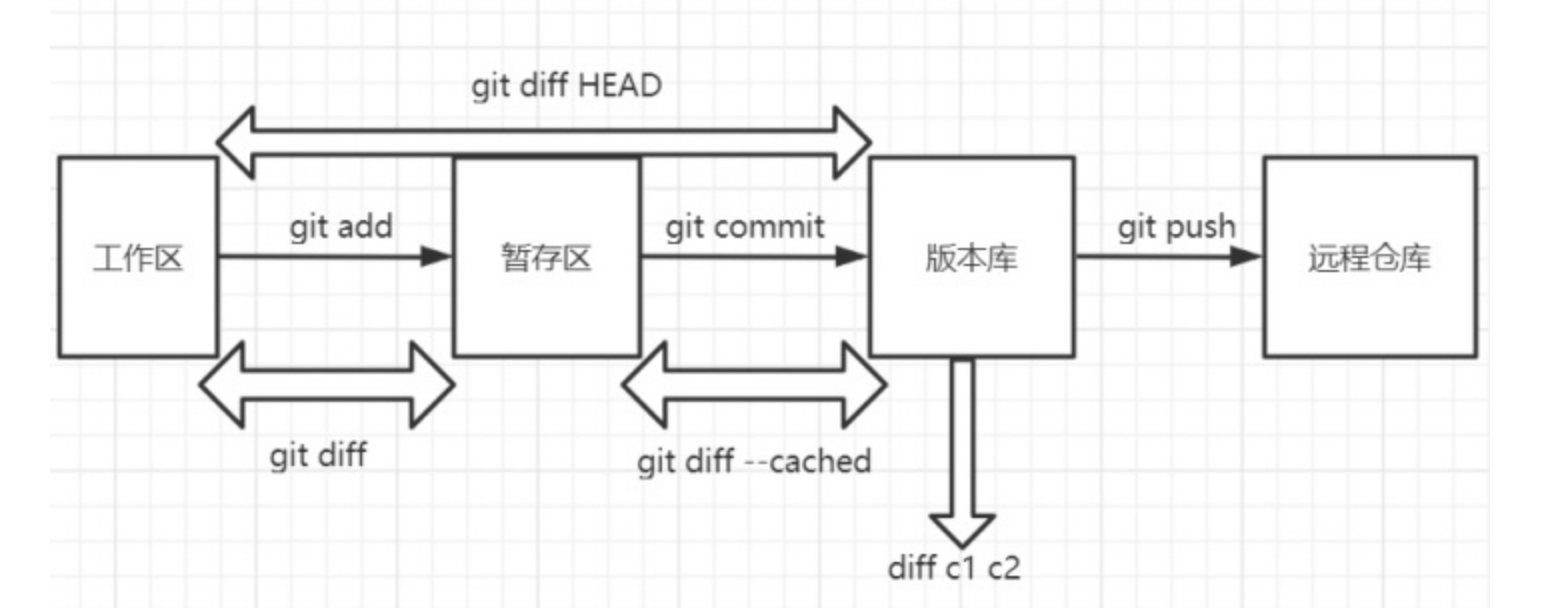 git diff HEAD
git add
git commit
git push
工作区
暂存区
版本库
远程仓库
git diff
git diff --cached
diff c1 c2